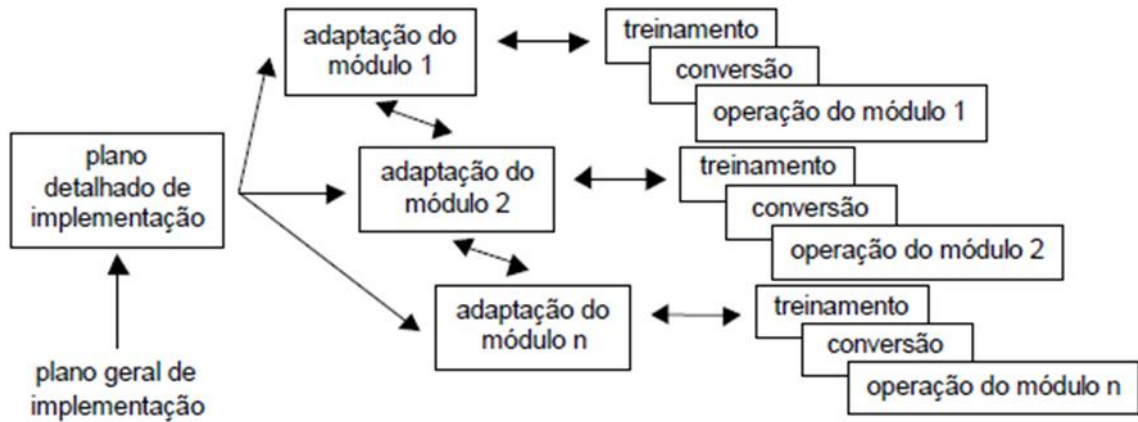 adaptação do
módulo 1
treinamento
conversão
operação do módulo 1
plano
detalhado de
implementação
adaptação do
módulo 2
treinamento
conversão
operação do módulo 2
adaptação do
módulo n
treinamento
conversão
operação do módulo n
plano geral de
implementação